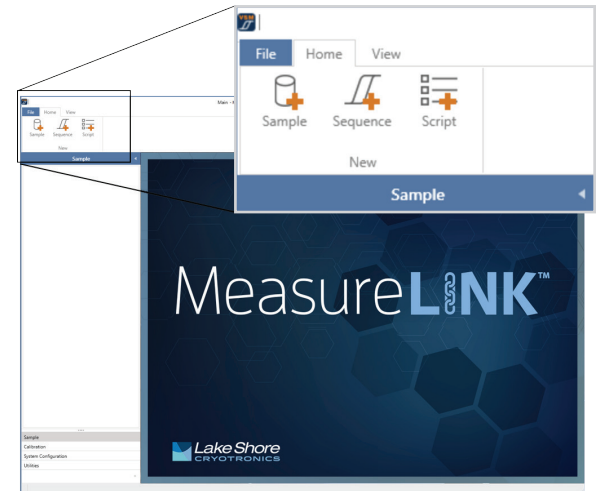 VSM
File Home View
Sample Sequence Script
New
Sample
Main - 4
File Home View
Sample Sequence Script
New
Sample
MeasureLINK™
Lake Shore
CRYOTRONICS
Sample
Calibration
System Configuration
Utilities